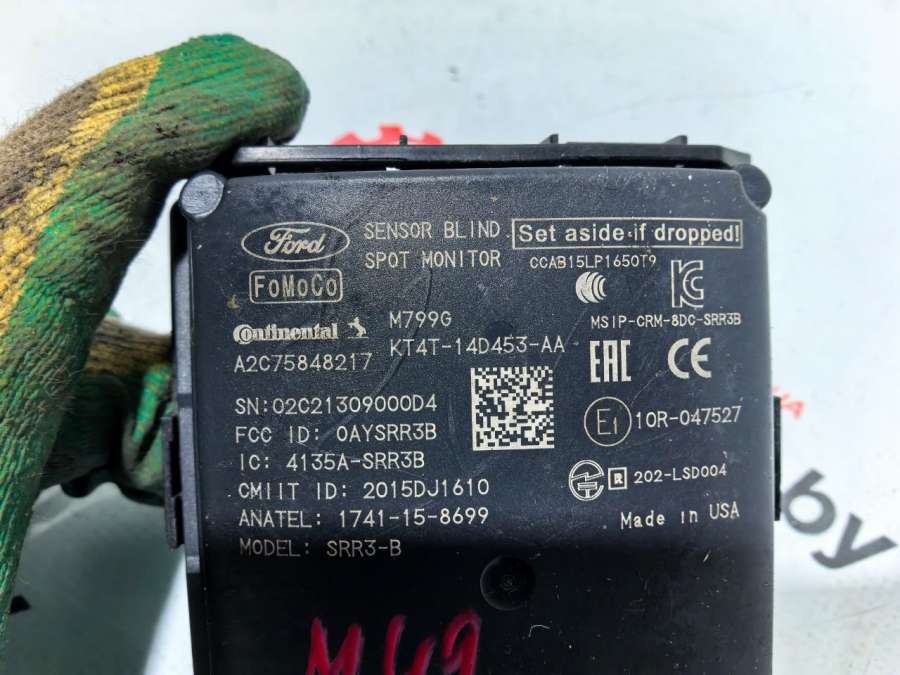 Ford
SENSOR BLIND
SPOT MONITOR
Set aside if dropped!
CCAB15LP1650T9
FoMoCo
Continental
A2C75848217
M799G
KT4T-14D453-AA
MSIP-CRM-8DC-SRR3B
EAC CE
SN:02C21309000D4
FCC ID: OAYSRR3B
IC: 4135A-SRR3B
CMIIT ID: 2015DJ1610
ANATEL: 1741-15-8699
MODEL: SRR3-B
E1 10R-047527
R 202-LSD004
Made in USA
M49
by